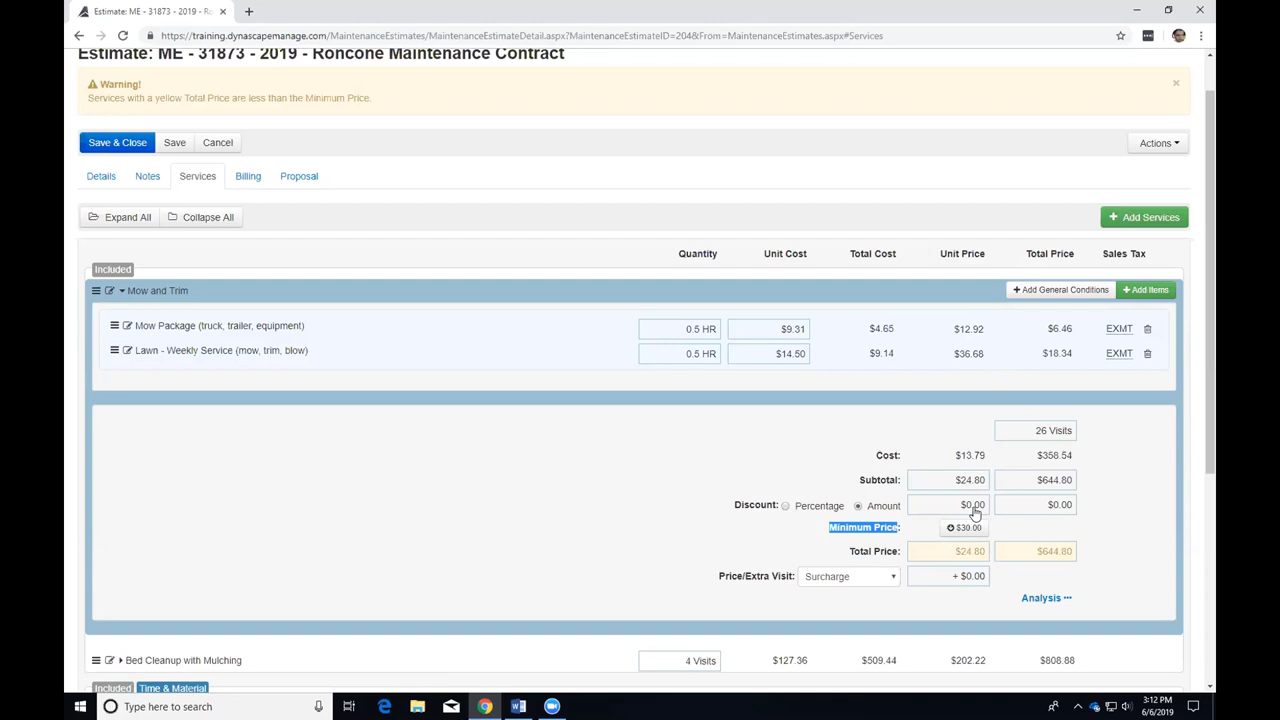 Estimate: ME - 31873 - 2019 - Ro
https://training.dynascapemanage.com/MaintenanceEstimates/MaintenanceEstimateDetail.aspx?MaintenanceEstimateID=204&From=MaintenanceEstimates.aspx#Services
Estimate: ME - 31873 - 2019 - Roncone Maintenance Contract
Warning!
Services with a yellow Total Price are less than the Minimum Price.
Save & Close Save Cancel Actions
Details Notes Services Billing Proposal
Expand All Collapse All + Add Services
Quantity Unit Cost Total Cost Unit Price Total Price Sales Tax
Included
Mow and Trim + Add General Conditions + Add Items
Mow Package (truck, trailer, equipment) 0.5 HR $9.31 $4.65 $12.92 $6.46 EXMT
Lawn - Weekly Service (mow, trim, blow) 0.5 HR $14.50 $9.14 $36.68 $18.34 EXMT
26 Visits
Cost: $13.79 $358.54
Subtotal: $24.80 $644.80
Discount: Percentage Amount $0.00 $0.00
Minimum Price: $30.00
Total Price: $24.80 $644.80
Price/Extra Visit: Surcharge + $0.00
Analysis ···
Bed Cleanup with Mulching 4 Visits $127.36 $509.44 $202.22 $808.88
Included Time & Material
Type here to search
3:12 PM
6/6/2019